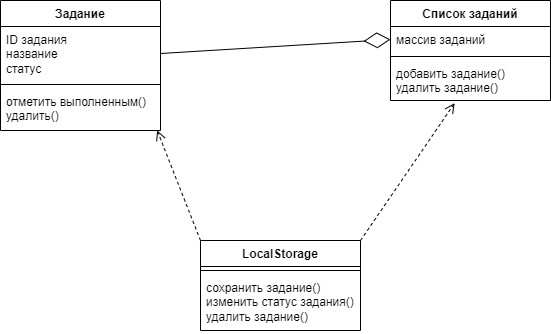 Задание
ID задания
название
статус
отметить выполненным()
удалить()
Список заданий
массив заданий
добавить задание()
удалить задание()
LocalStorage
сохранить задание()
изменить статус задания()
удалить задание()